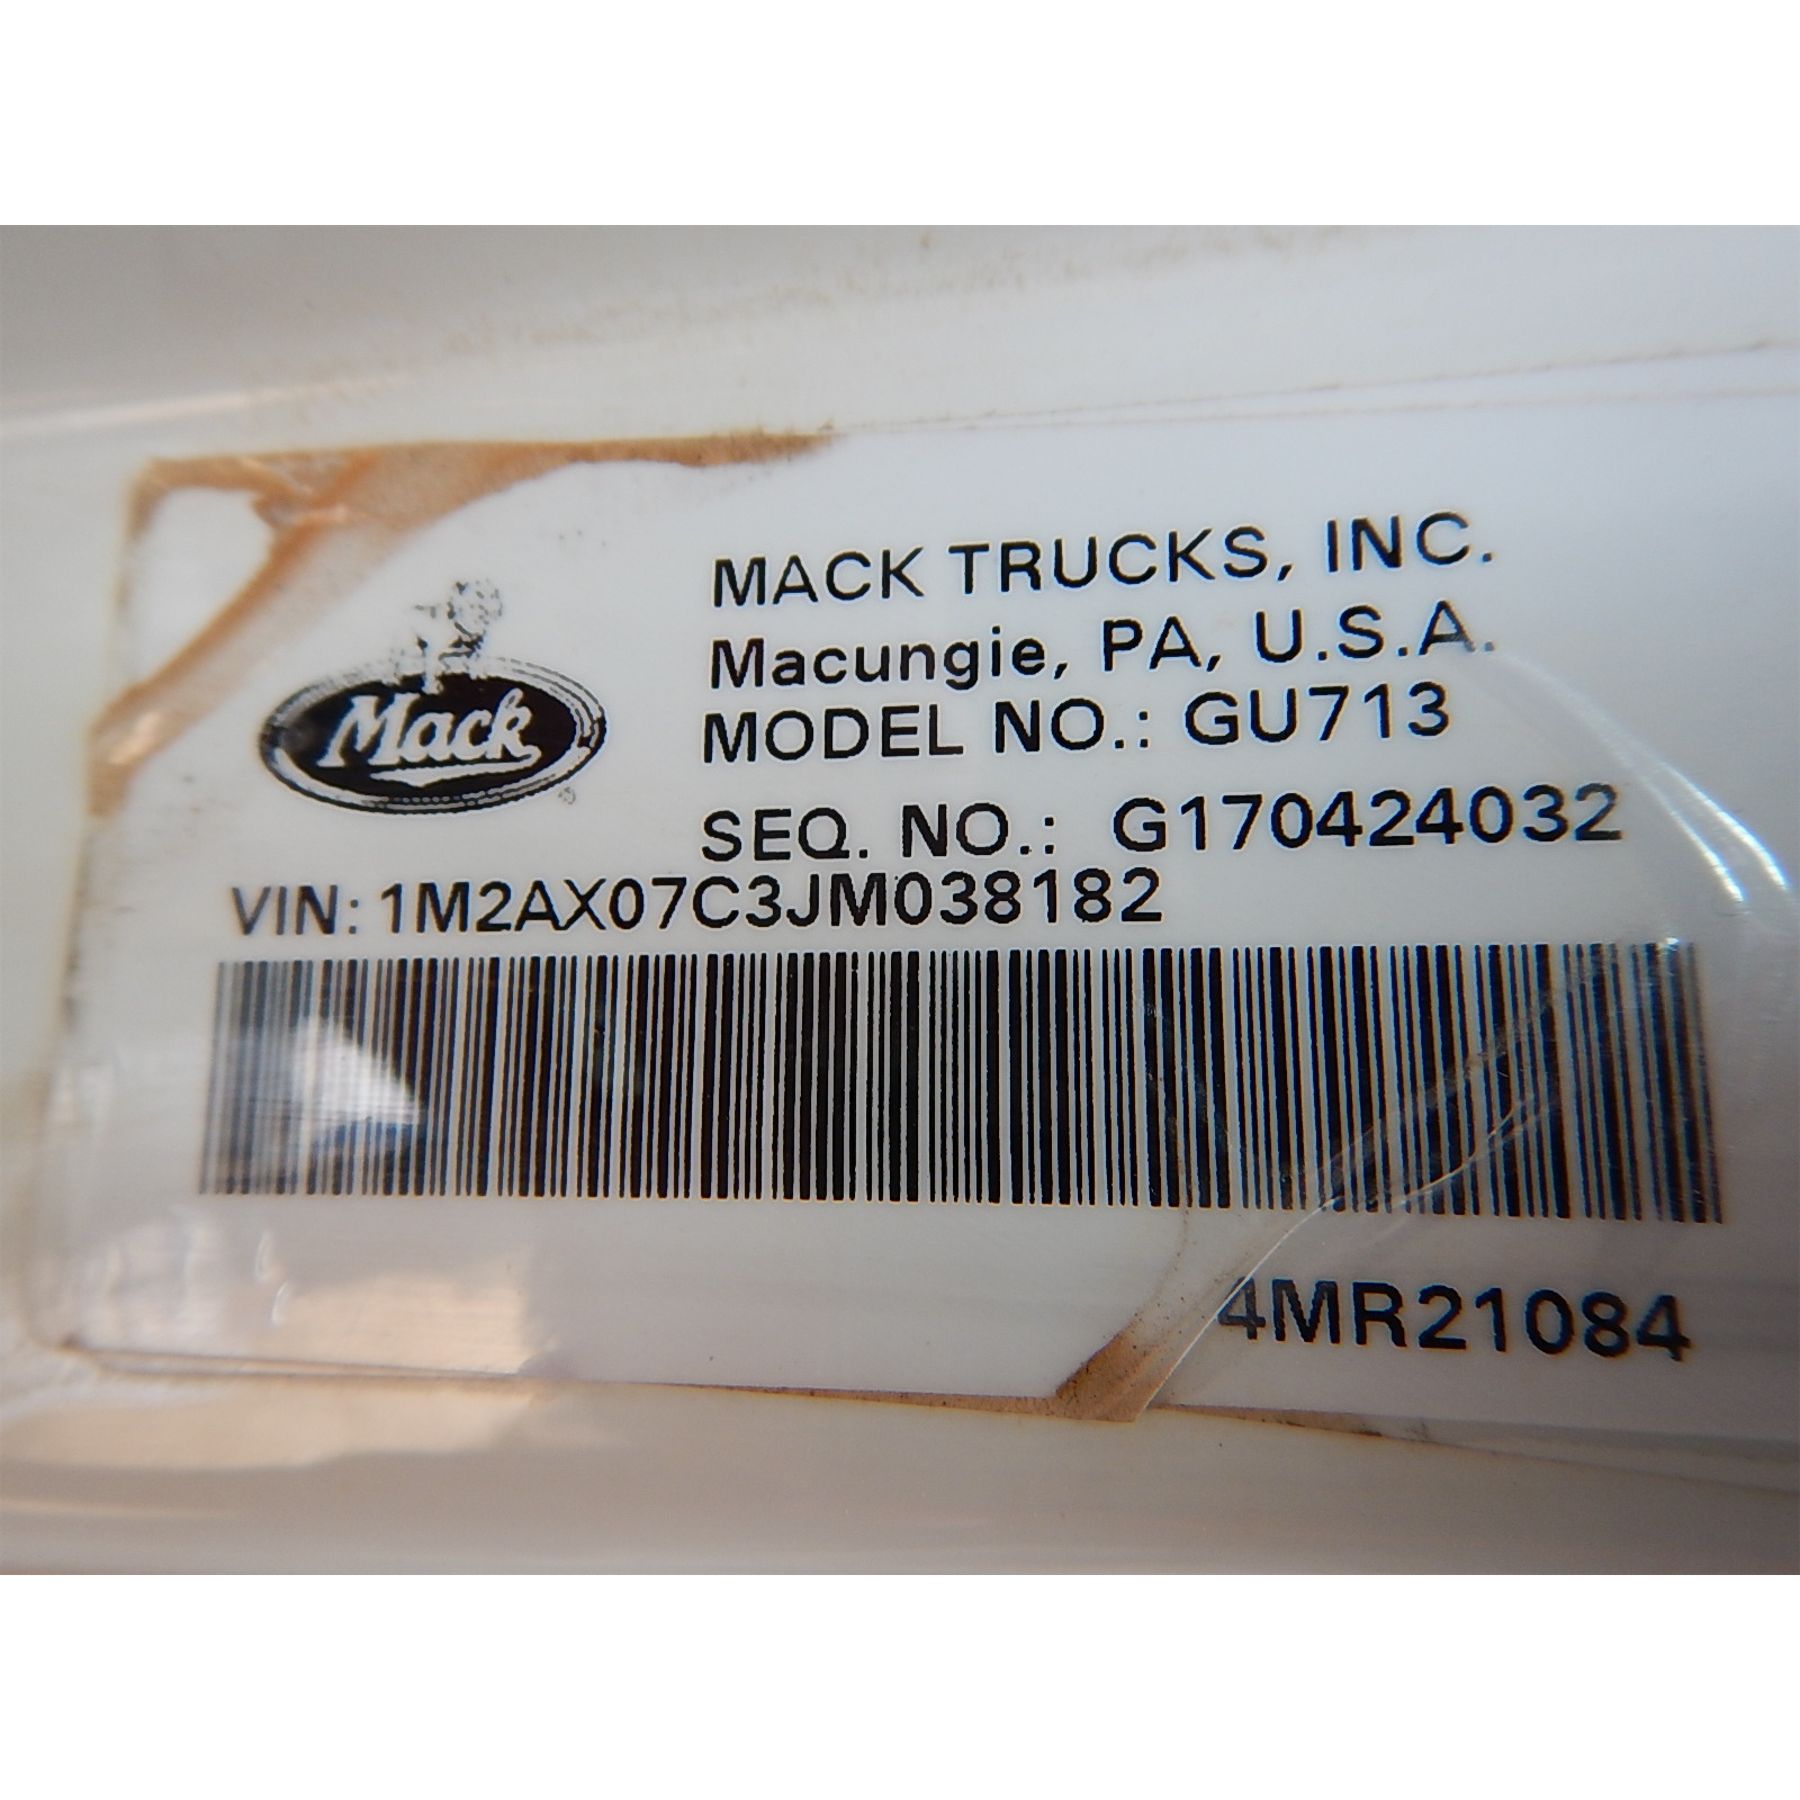 MACK TRUCKS, INC.
Macungie, PA, U.S.A.
Mack
®
MODEL NO.: GU713
SEQ. NO.: G170424032
VIN: 1M2AX07C3JM038182
4MR21084